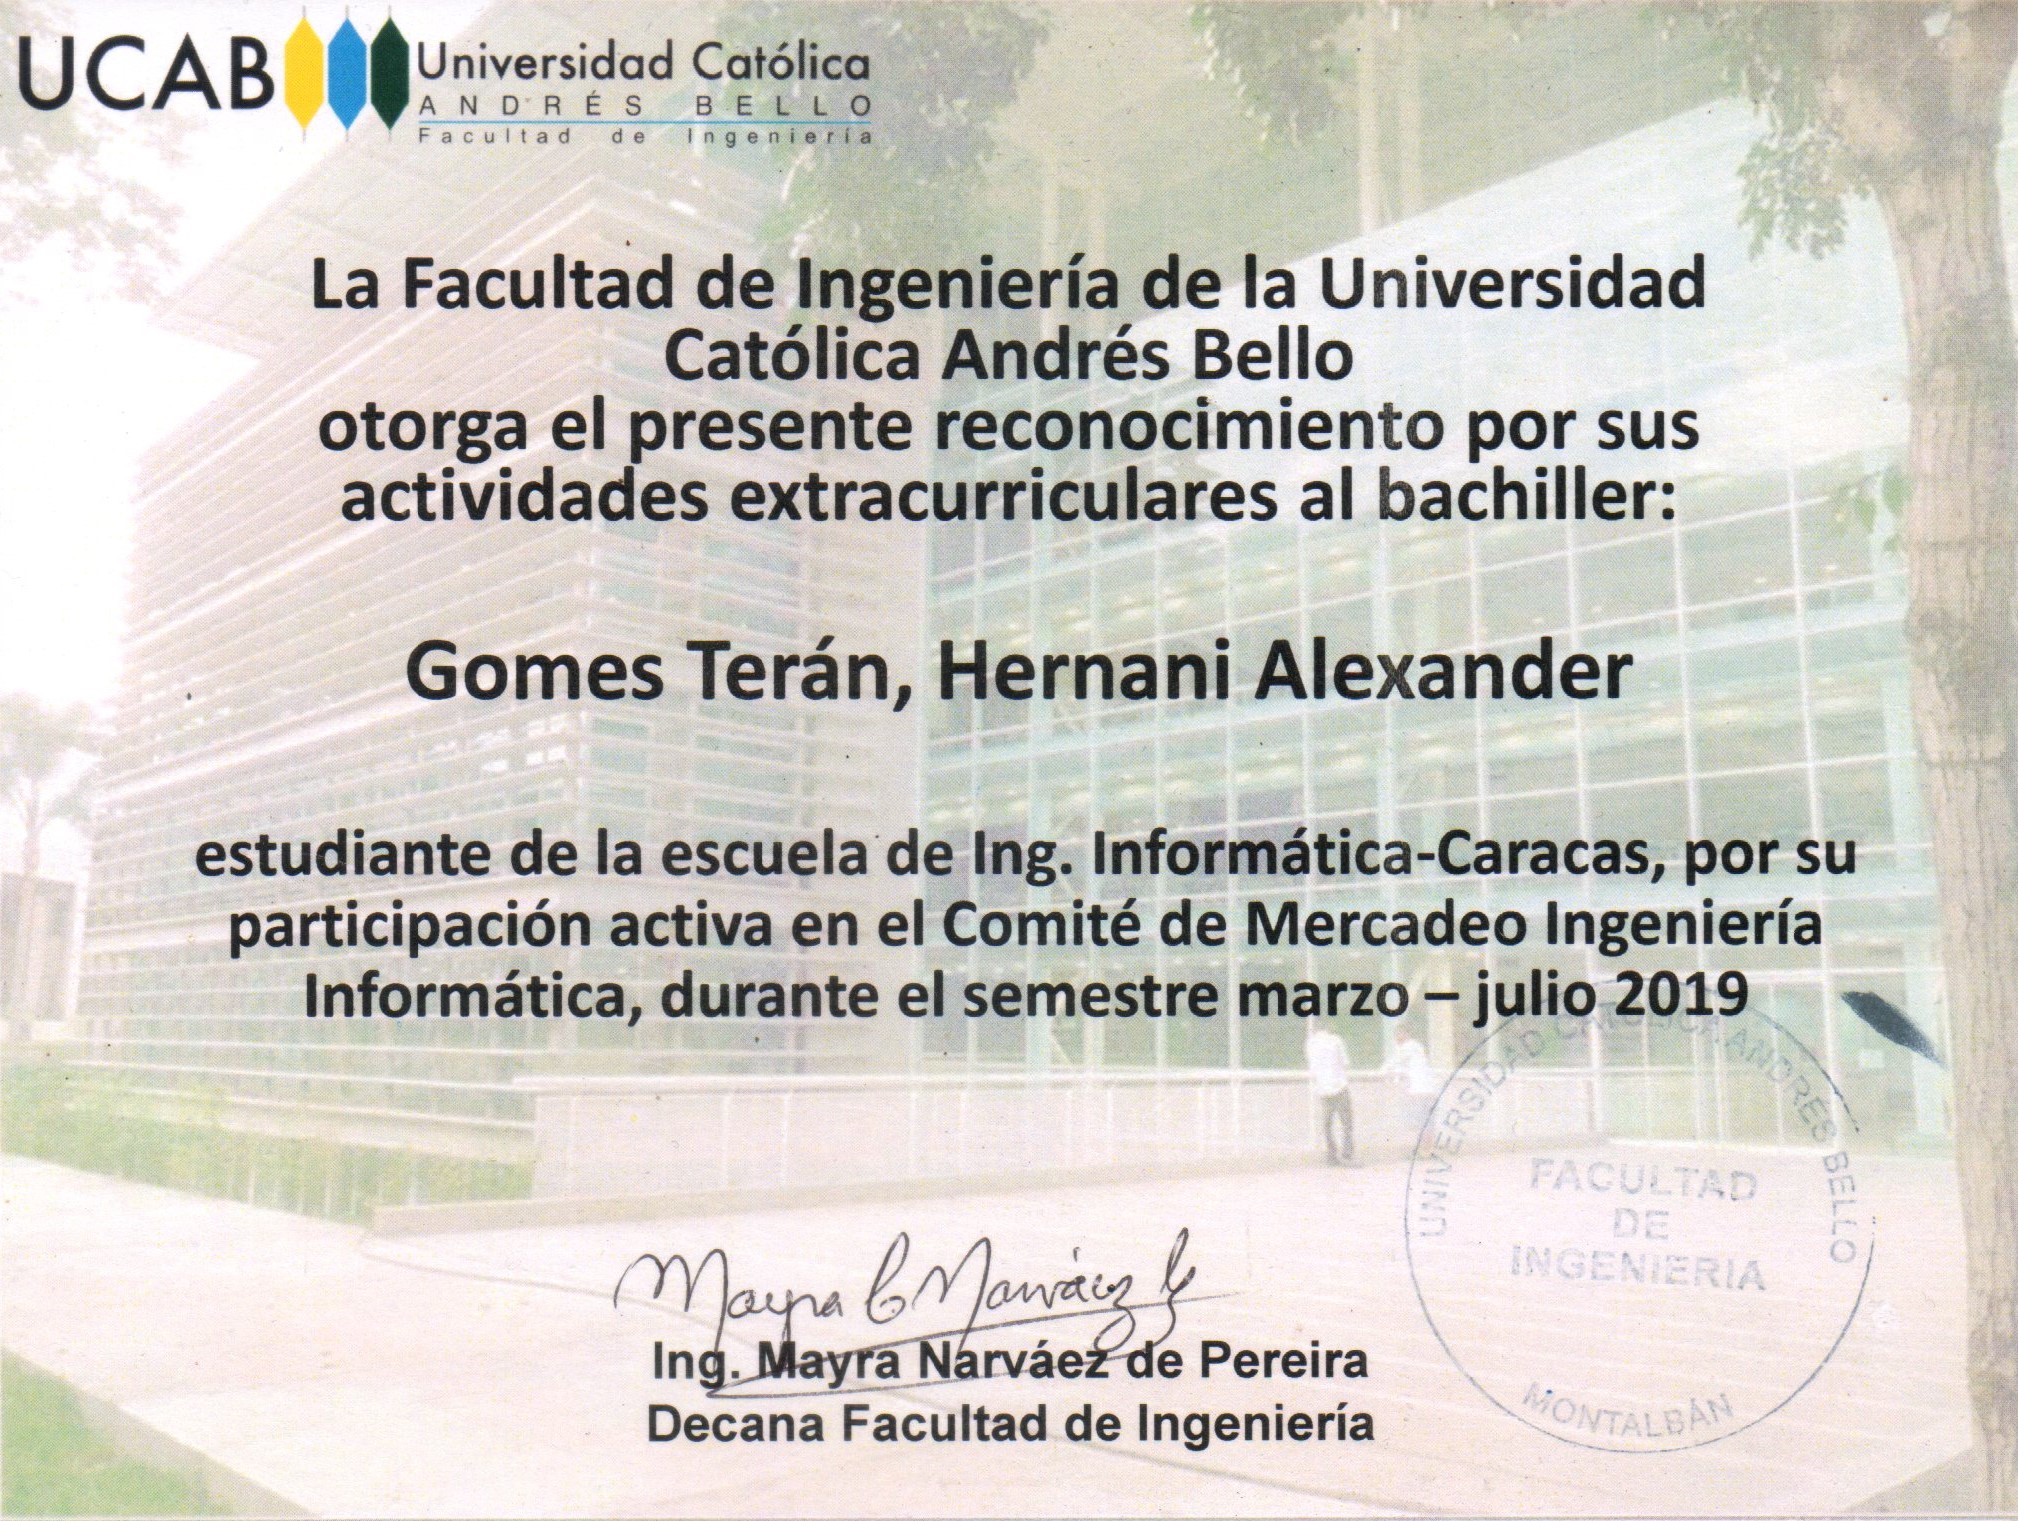 UCAB Universidad Católica
ANDRÉS BELLO
Facultad de Ingeniería
La Facultad de Ingeniería de la Universidad
Católica Andrés Bello
otorga el presente reconocimiento por sus
actividades extracurriculares al bachiller:
Gomes Terán, Hernani Alexander
estudiante de la escuela de Ing. Informática-Caracas, por su
participación activa en el Comité de Mercadeo Ingeniería
Informática, durante el semestre marzo – julio 2019
UNIVERSIDAD CATOLICA ANDRÉS BELLO
FACULTAD
DE
INGENIERIA
MONTALBÁN
Mayra C Narváez
Ing. Mayra Narváez de Pereira
Decana Facultad de Ingeniería